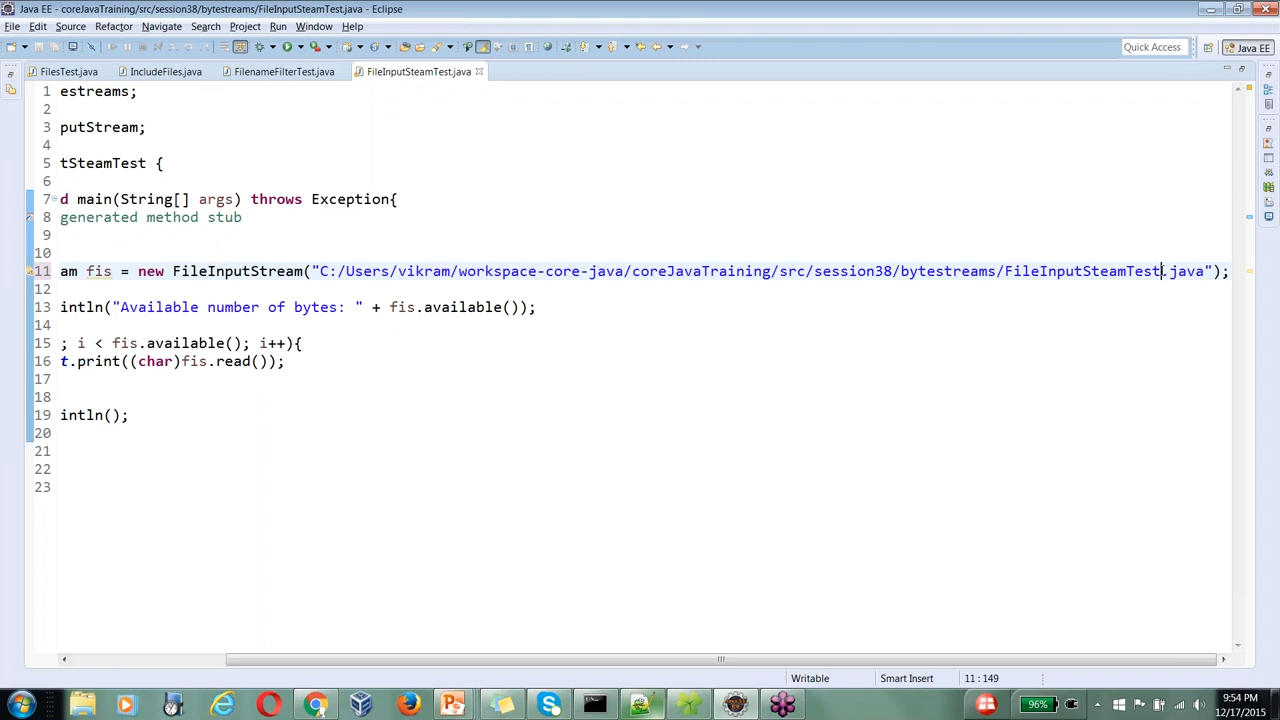 Java EE - coreJavaTraining/src/session38/bytestreams/FileInputSteamTest.java - Eclipse
File Edit Source Refactor Navigate Search Project Run Window Help
Quick Access Java EE
FilesTest.java IncludeFiles.java FilenameFilterTest.java FileInputSteamTest.java
1 estreams;
2
3 putStream;
4
5 tSteamTest {
6
7 d main(String[] args) throws Exception{
8 generated method stub
9
10
11 am fis = new FileInputStream("C:/Users/vikram/workspace-core-java/coreJavaTraining/src/session38/bytestreams/FileInputSteamTest.java");
12
13 intln("Available number of bytes: " + fis.available());
14
15 ; i < fis.available(); i++){
16 t.print((char)fis.read());
17
18
19 intln();
20
21
22
23
Writable Smart Insert 11 : 149
96% 9:54 PM
12/17/2015